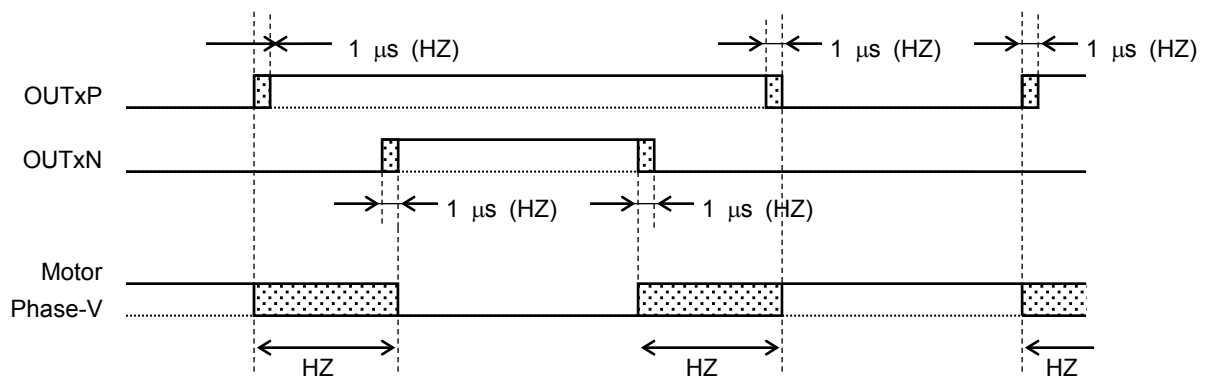 1 μs (HZ)
1 μs (HZ)
1 μs (HZ)
OUTxP
OUTxN
1 μs (HZ)
1 μs (HZ)
Motor
Phase-V
HZ
HZ
HZ